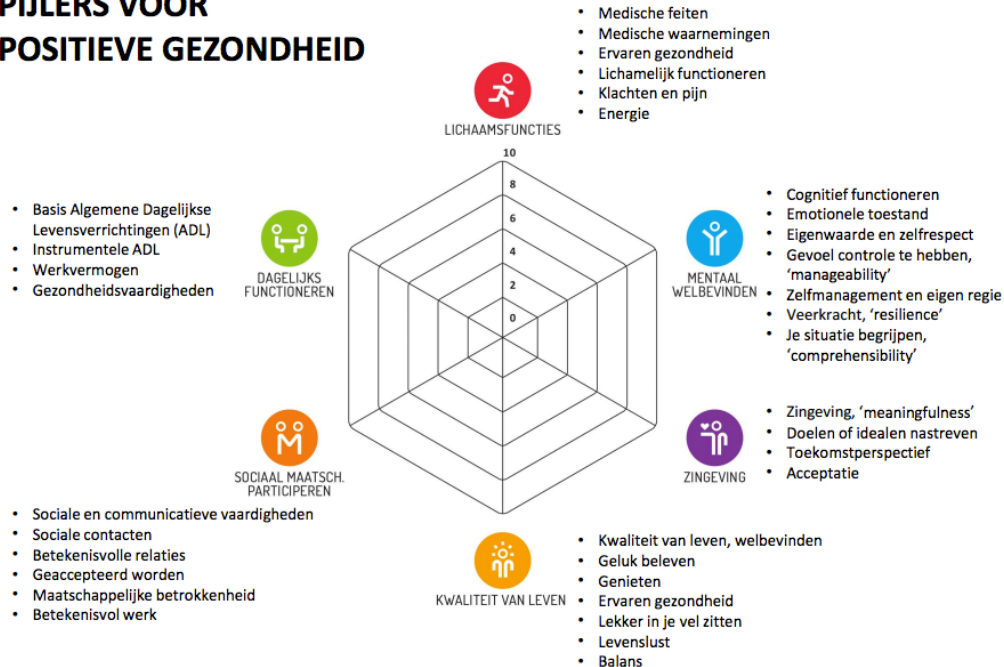 PIJLERS VOOR
POSITIEVE GEZONDHEID
• Medische feiten
• Medische waarnemingen
• Ervaren gezondheid
• Lichamelijk functioneren
• Klachten en pijn
• Energie
LICHAAMSFUNCTIES
10
8
6
4
2
0
• Cognitief functioneren
• Emotionele toestand
• Eigenwaarde en zelfrespect
• Gevoel controle te hebben,
‘manageability’
• Zelfmanagement en eigen regie
• Veerkracht, ‘resilience’
• Je situatie begrijpen,
‘comprehensibility’
MENTAAL
WELBEVINDEN
• Basis Algemene Dagelijkse
Levensverrichtingen (ADL)
• Instrumentele ADL
• Werkvermogen
• Gezondheidsvaardigheden
DAGELIJKS
FUNCTIONEREN
• Zingeving, ‘meaningfulness’
• Doelen of idealen nastreven
• Toekomstperspectief
• Acceptatie
ZINGEVING
SOCIAAL MAATSCH.
PARTICIPEREN
• Sociale en communicatieve vaardigheden
• Sociale contacten
• Betekenisvolle relaties
• Geaccepteerd worden
• Maatschappelijke betrokkenheid
• Betekenisvol werk
KWALITEIT VAN LEVEN
• Kwaliteit van leven, welbevinden
• Geluk beleven
• Genieten
• Ervaren gezondheid
• Lekker in je vel zitten
• Levenslust
• Balans